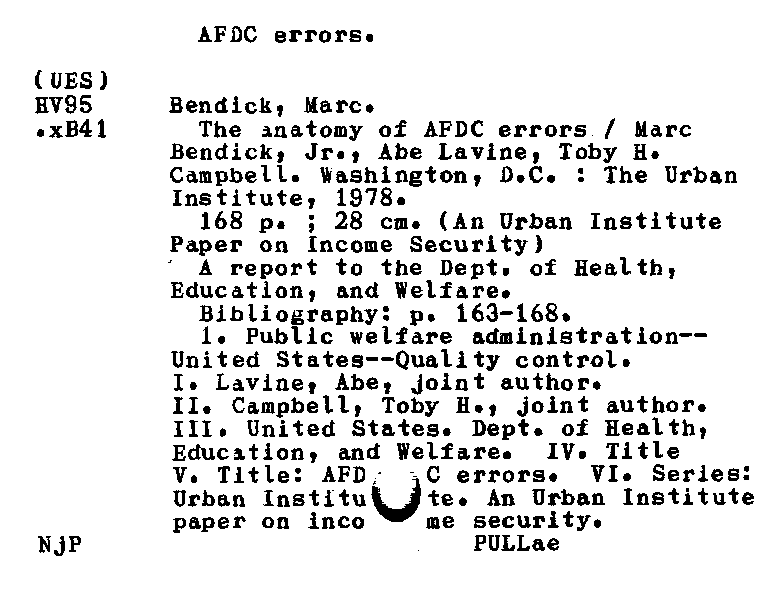 AFDC errors.
(UES)
HV95 Bendick, Marc.
.xB41 The anatomy of AFDC errors / Marc
Bendick, Jr., Abe Lavine, Toby H.
Campbell. Washington, D.C. : The Urban
Institute, 1978.
168 p. ; 28 cm. (An Urban Institute
Paper on Income Security)
A report to the Dept. of Health,
Education, and Welfare.
Bibliography: p. 163-168.
1. Public welfare administration--
United States--Quality control.
I. Lavine, Abe, joint author.
II. Campbell, Toby H., joint author.
III. United States. Dept. of Health,
Education, and Welfare. IV. Title
V. Title: AFD C errors. VI. Series:
Urban Institu te. An Urban Institute
paper on inco me security.
NjP PULLae